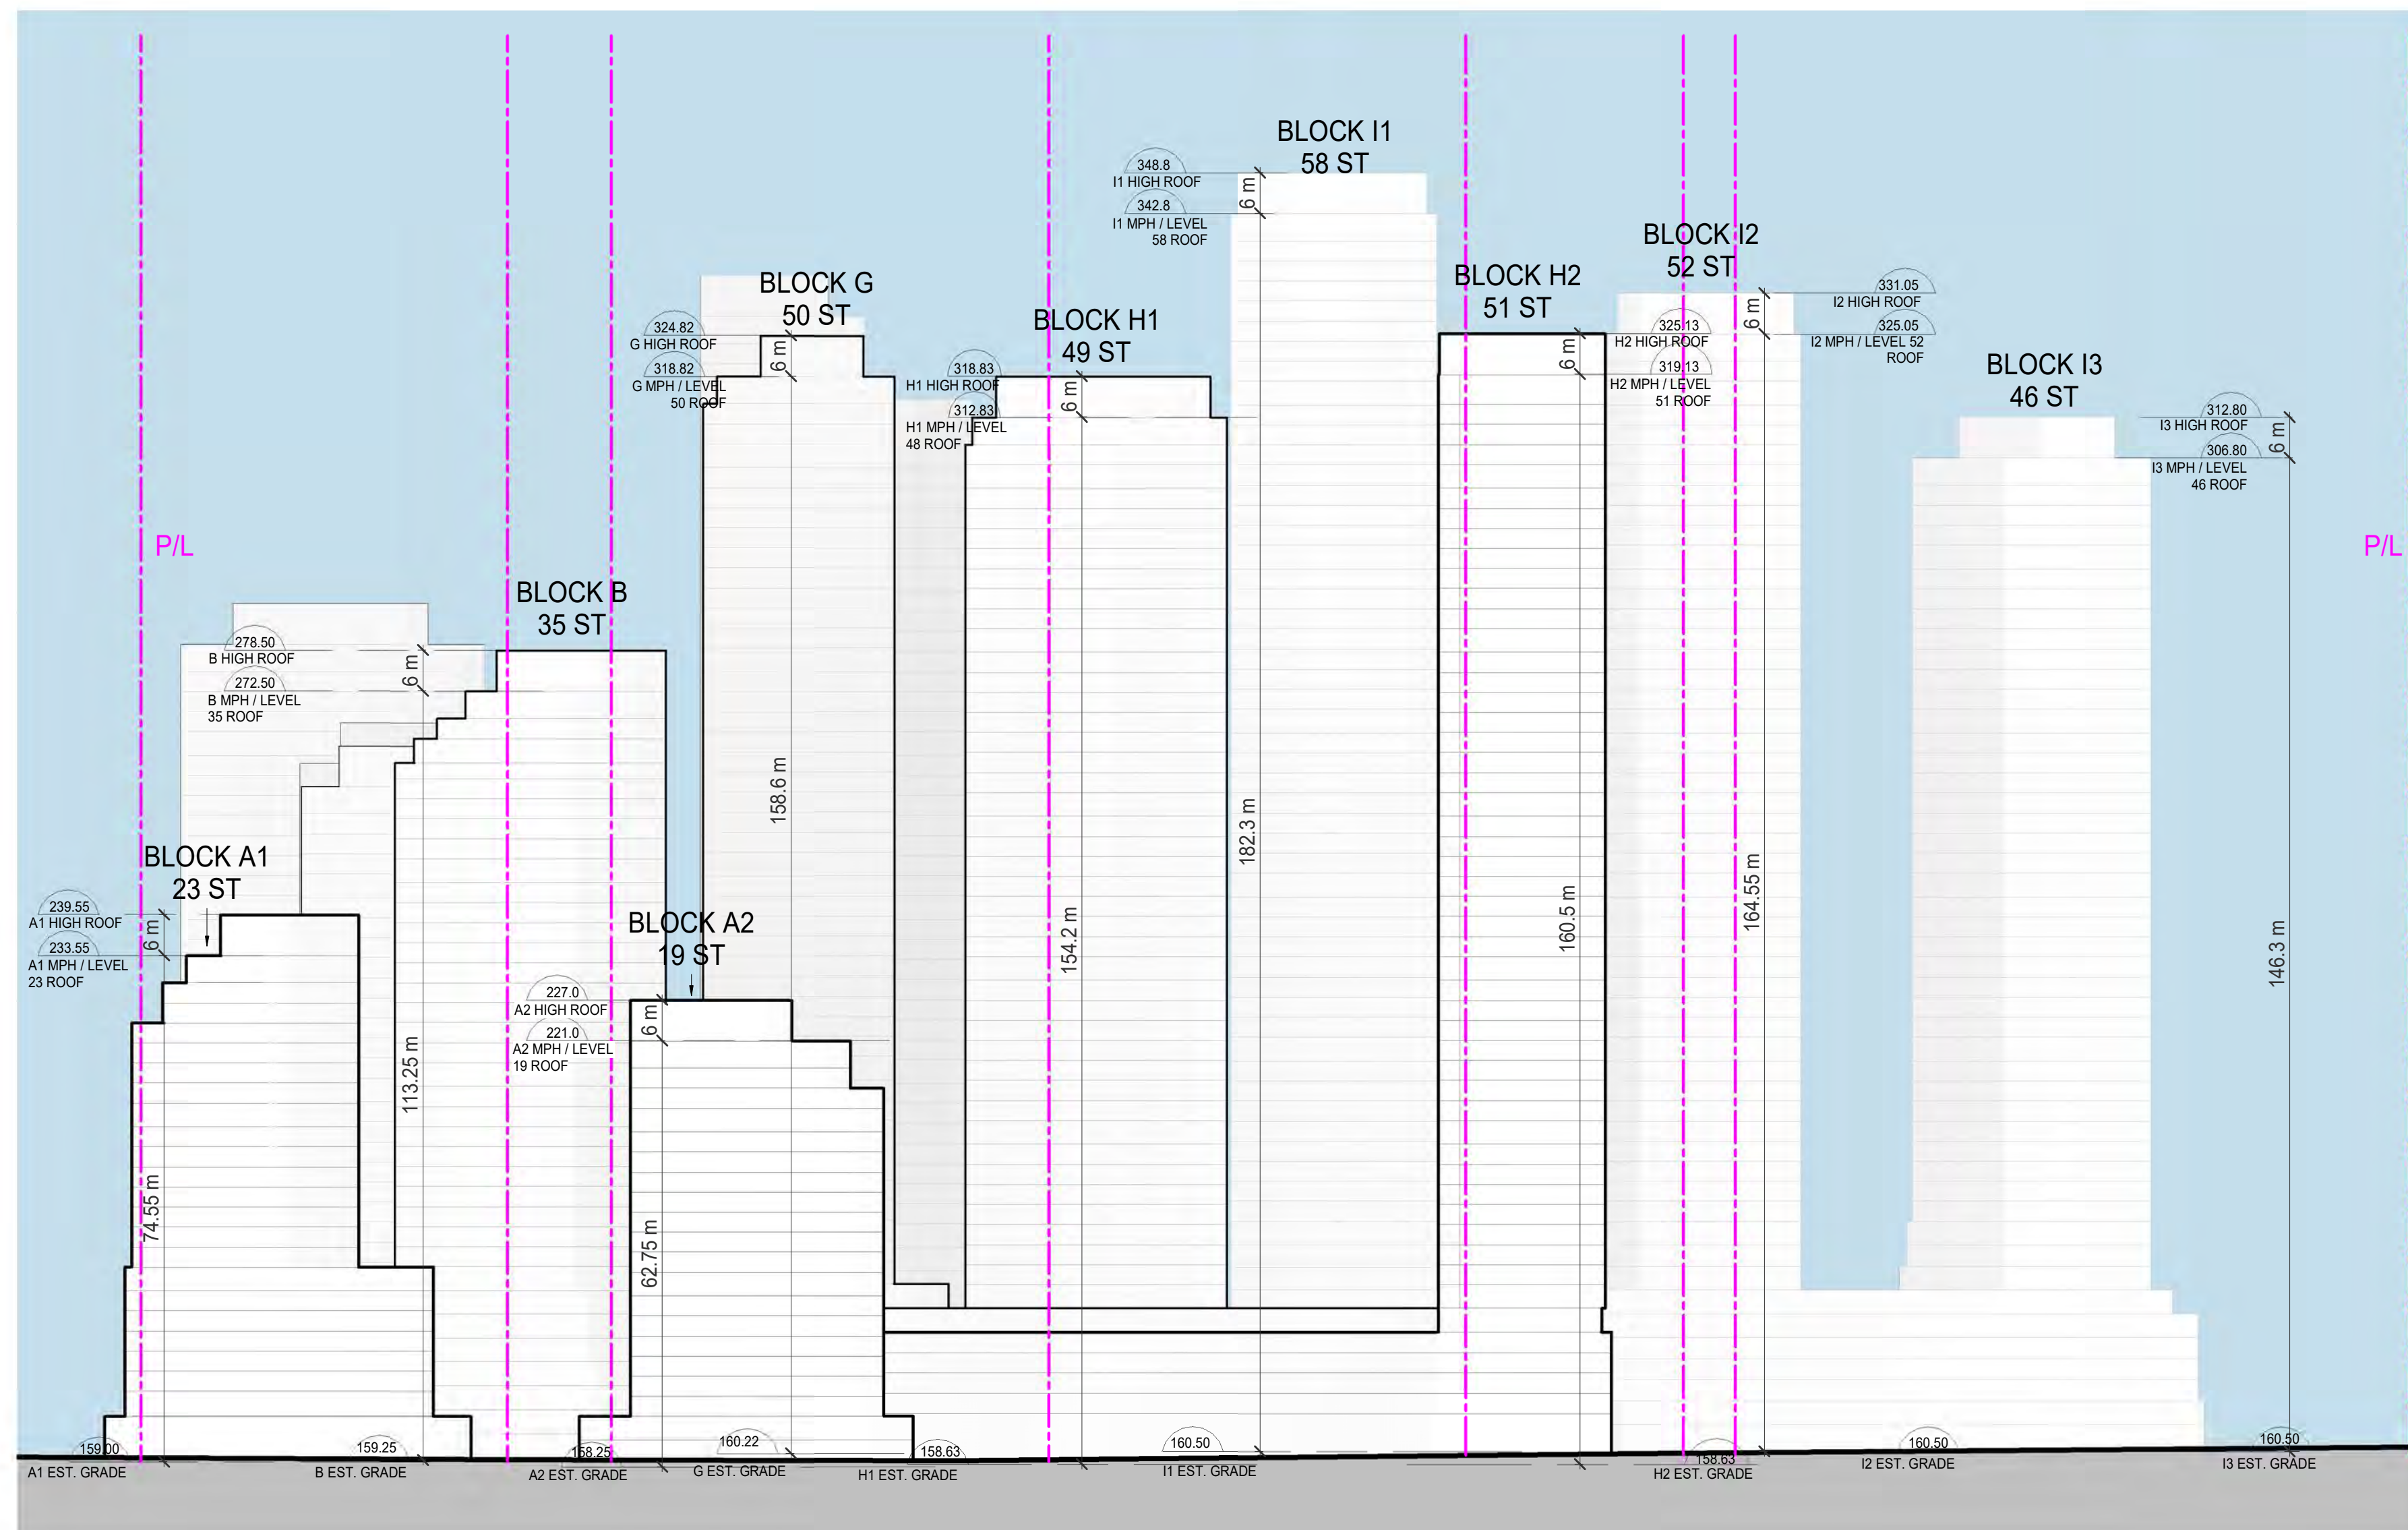 BLOCK I1
58 ST
348.8
I1 HIGH ROOF
6 m
342.8
I1 MPH / LEVEL
58 ROOF
BLOCK I2
52 ST
331.05
I2 HIGH ROOF
6 m
325.05
I2 MPH / LEVEL 52
ROOF
BLOCK G
50 ST
324.82
G HIGH ROOF
6 m
318.82
G MPH / LEVEL
50 ROOF
BLOCK H1
49 ST
318.83
H1 HIGH ROOF
6 m
312.83
H1 MPH / LEVEL
48 ROOF
BLOCK H2
51 ST
325.13
H2 HIGH ROOF
6 m
319.13
H2 MPH / LEVEL
51 ROOF
BLOCK I3
46 ST
312.80
I3 HIGH ROOF
6 m
306.80
I3 MPH / LEVEL
46 ROOF
P/L
P/L
BLOCK B
35 ST
278.50
B HIGH ROOF
6 m
272.50
B MPH / LEVEL
35 ROOF
BLOCK A1
23 ST
239.55
A1 HIGH ROOF
6 m
233.55
A1 MPH / LEVEL
23 ROOF
BLOCK A2
19 ST
227.0
A2 HIGH ROOF
6 m
221.0
A2 MPH / LEVEL
19 ROOF
74.55 m
113.25 m
62.75 m
158.6 m
154.2 m
182.3 m
160.5 m
164.55 m
146.3 m
159.00
A1 EST. GRADE
159.25
B EST. GRADE
158.25
A2 EST. GRADE
160.22
G EST. GRADE
158.63
H1 EST. GRADE
160.50
I1 EST. GRADE
158.63
H2 EST. GRADE
160.50
I2 EST. GRADE
160.50
I3 EST. GRADE